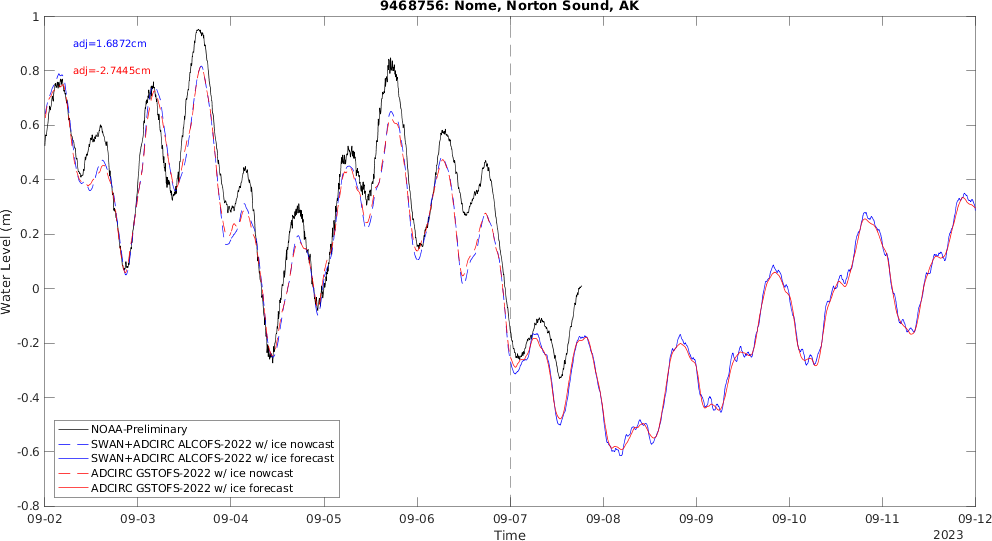 9468756: Nome, Norton Sound, AK
adj=1.6872cm
adj=-2.7445cm
1
0.8
0.6
0.4
0.2
0
-0.2
-0.4
-0.6
-0.8
Water Level (m)
NOAA-Preliminary
SWAN+ADCIRC ALCOFS-2022 w/ ice nowcast
SWAN+ADCIRC ALCOFS-2022 w/ ice forecast
ADCIRC GSTOFS-2022 w/ ice nowcast
ADCIRC GSTOFS-2022 w/ ice forecast
09-02 09-03 09-04 09-05 09-06 09-07 09-08 09-09 09-10 09-11 09-12
Time
2023